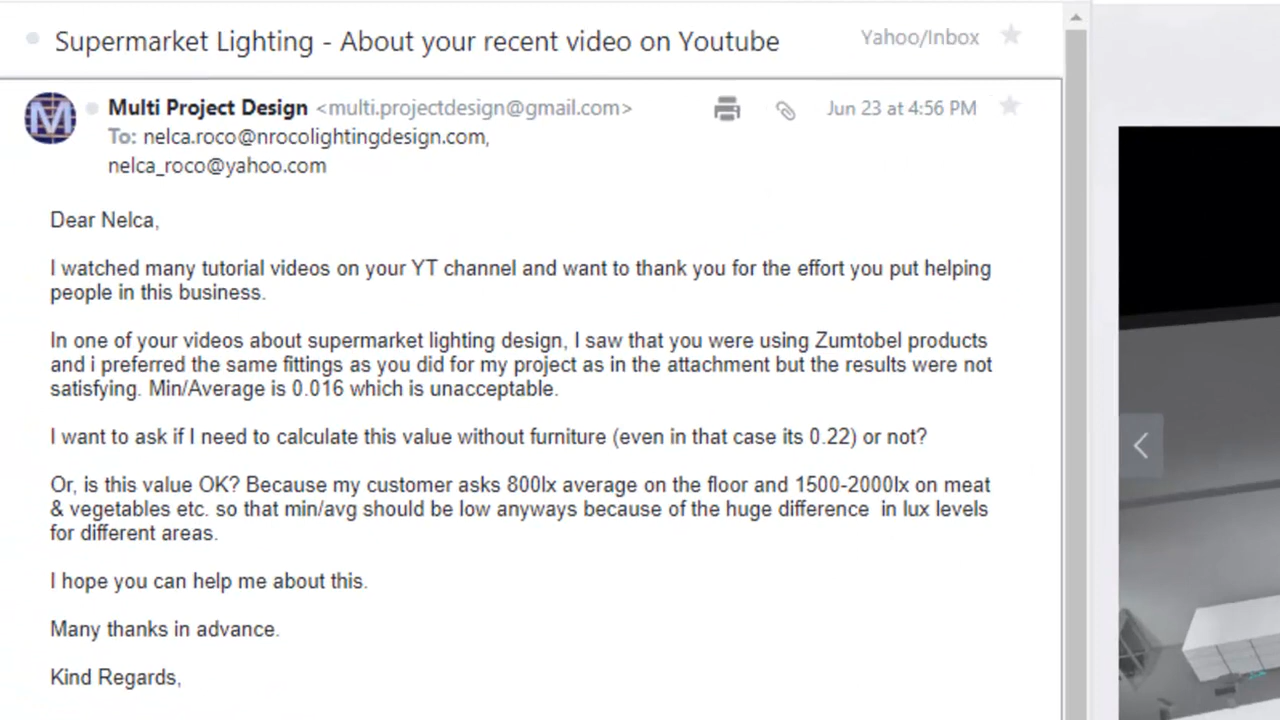 Supermarket Lighting - About your recent video on Youtube
Yahoo/Inbox
M
Multi Project Design <multi.projectdesign@gmail.com>
Jun 23 at 4:56 PM
To: nelca.roco@nrocolightingdesign.com,
nelca_roco@yahoo.com
Dear Nelca,
I watched many tutorial videos on your YT channel and want to thank you for the effort you put helping
people in this business.
In one of your videos about supermarket lighting design, I saw that you were using Zumtobel products
and i preferred the same fittings as you did for my project as in the attachment but the results were not
satisfying. Min/Average is 0.016 which is unacceptable.
I want to ask if I need to calculate this value without furniture (even in that case its 0.22) or not?
Or, is this value OK? Because my customer asks 800lx average on the floor and 1500-2000lx on meat
& vegetables etc. so that min/avg should be low anyways because of the huge difference in lux levels
for different areas.
I hope you can help me about this.
Many thanks in advance.
Kind Regards,